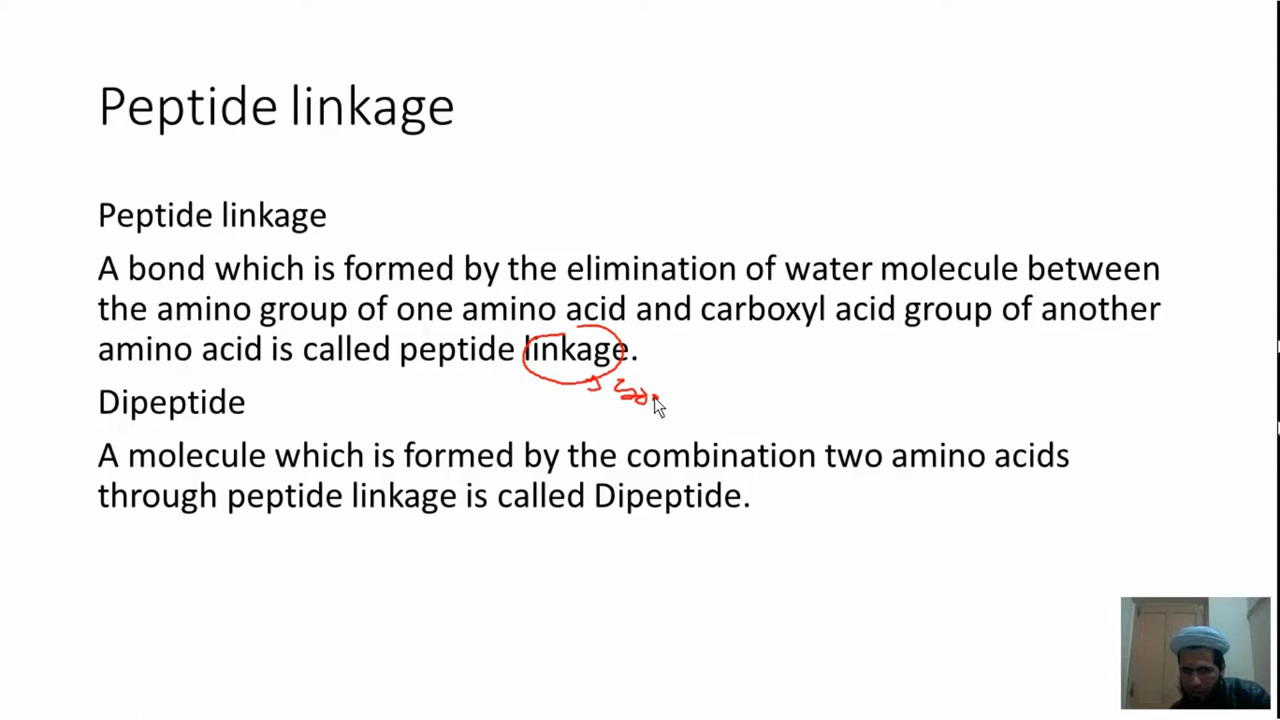 Peptide linkage
Peptide linkage
A bond which is formed by the elimination of water molecule between
the amino group of one amino acid and carboxyl acid group of another
amino acid is called peptide linkage.
Dipeptide
A molecule which is formed by the combination two amino acids
through peptide linkage is called Dipeptide.